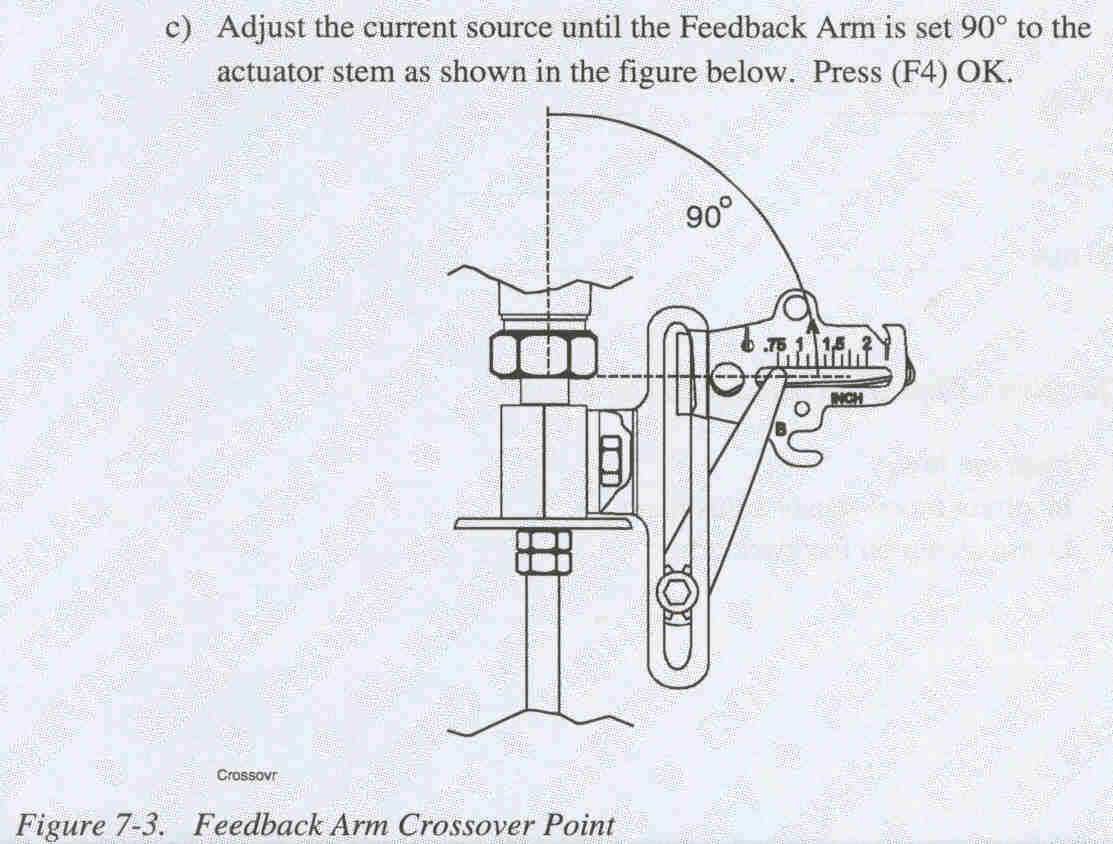 c) Adjust the current source until the Feedback Arm is set 90° to the
actuator stem as shown in the figure below. Press (F4) OK.
90°
A
.75 1 1,5 2
INCH
B
Crossovr
Figure 7-3. Feedback Arm Crossover Point